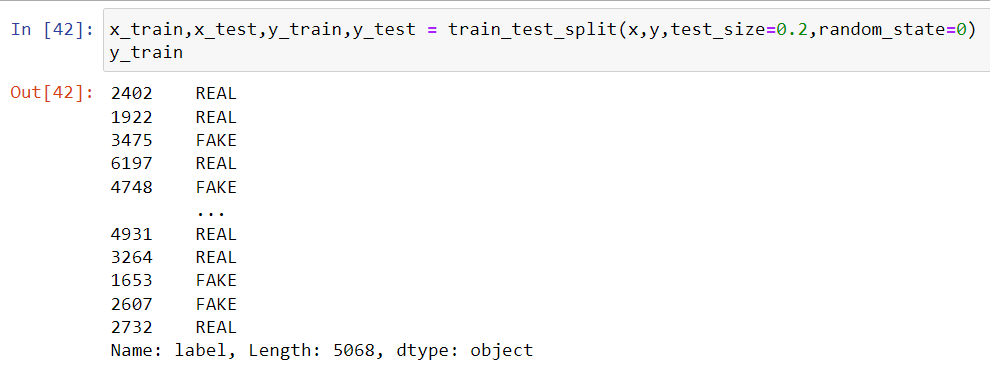 In [42]: x_train,x_test,y_train,y_test = train_test_split(x,y,test_size=0.2,random_state=0)
y_train
Out[42]: 2402 REAL
1922 REAL
3475 FAKE
6197 REAL
4748 FAKE
...
4931 REAL
3264 REAL
1653 FAKE
2607 FAKE
2732 REAL
Name: label, Length: 5068, dtype: object